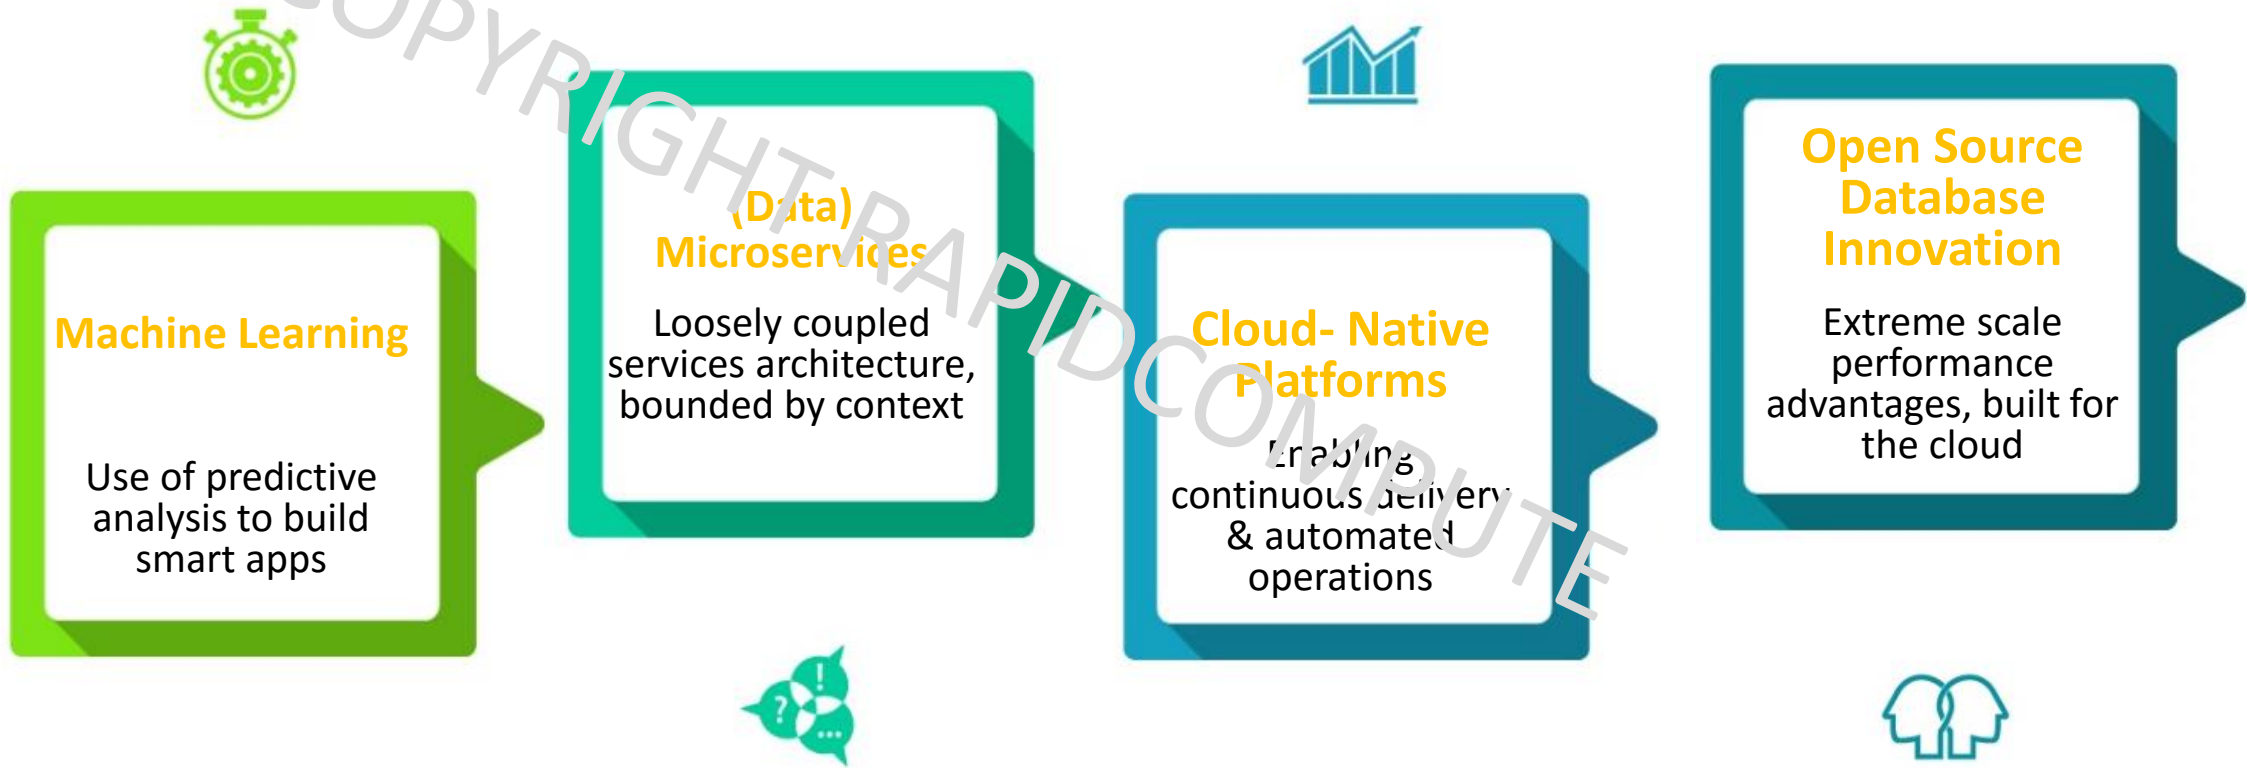 Machine Learning
Use of predictive
analysis to build
smart apps
(Data)
Microservices
Loosely coupled
services architecture,
bounded by context
Cloud- Native
Platforms
Enabling
continuous delivery
& automated
operations
Open Source
Database
Innovation
Extreme scale
performance
advantages, built for
the cloud
COPYRIGHT RAPIDCOMPUTE
? ! ...